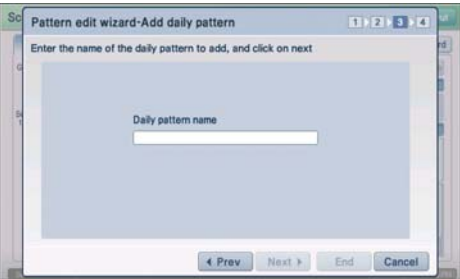 Pattern edit wizard-Add daily pattern
1 2 3 4
Enter the name of the daily pattern to add, and click on next
Daily pattern name
Prev Next End Cancel